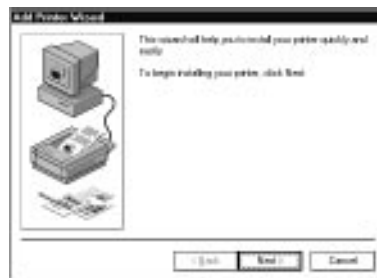 Add Printer Wizard
This wizard will help you to install your printer quickly and
easily.
To begin installing your printer, click Next.
< Back
Next >
Cancel